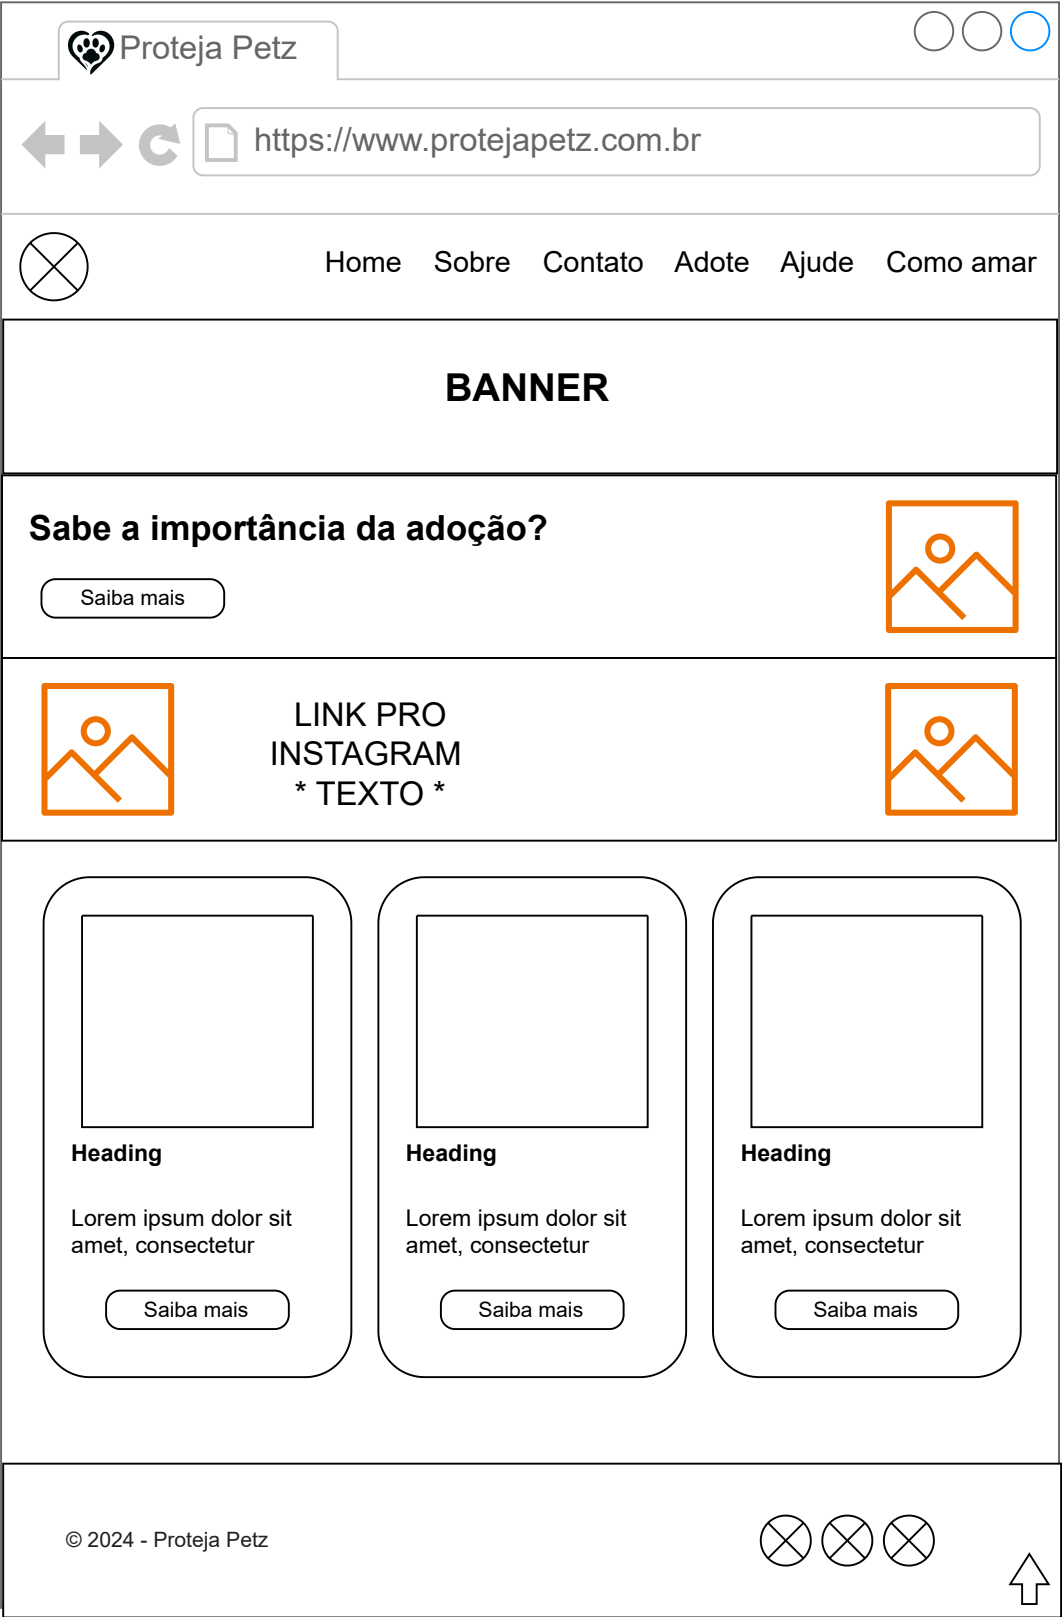 Proteja Petz
https://www.protejapetz.com.br
Home Sobre Contato Adote Ajude Como amar
BANNER
Sabe a importância da adoção?
Saiba mais
LINK PRO
INSTAGRAM
* TEXTO *
Heading
Lorem ipsum dolor sit
amet, consectetur
Saiba mais
Heading
Lorem ipsum dolor sit
amet, consectetur
Saiba mais
Heading
Lorem ipsum dolor sit
amet, consectetur
Saiba mais
© 2024 - Proteja Petz